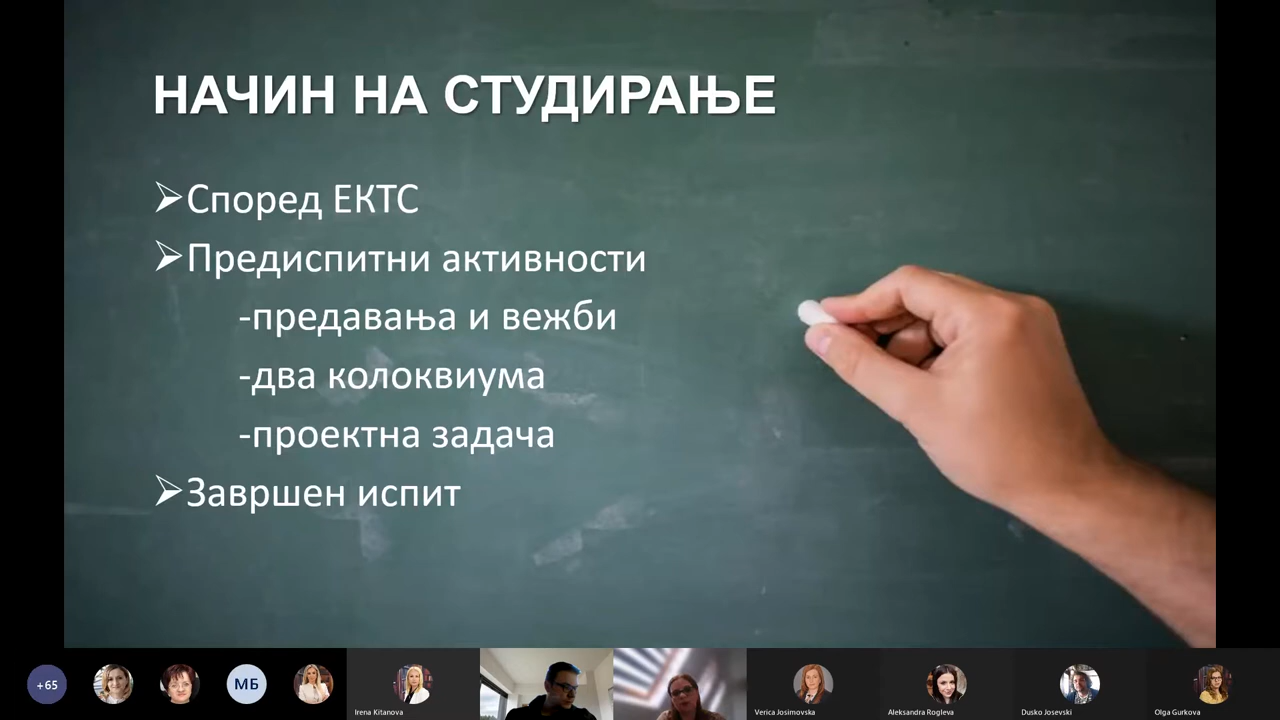 НАЧИН НА СТУДИРАЊЕ
➢Според ЕКТС
➢Предиспитни активности
-предавања и вежби
-два колоквиума
-проектна задача
➢Завршен испит
+65
МБ
Irena Kitanova
Verica Josimovska
Aleksandra Rogleva
Dusko Josevski
Olga Gurkova